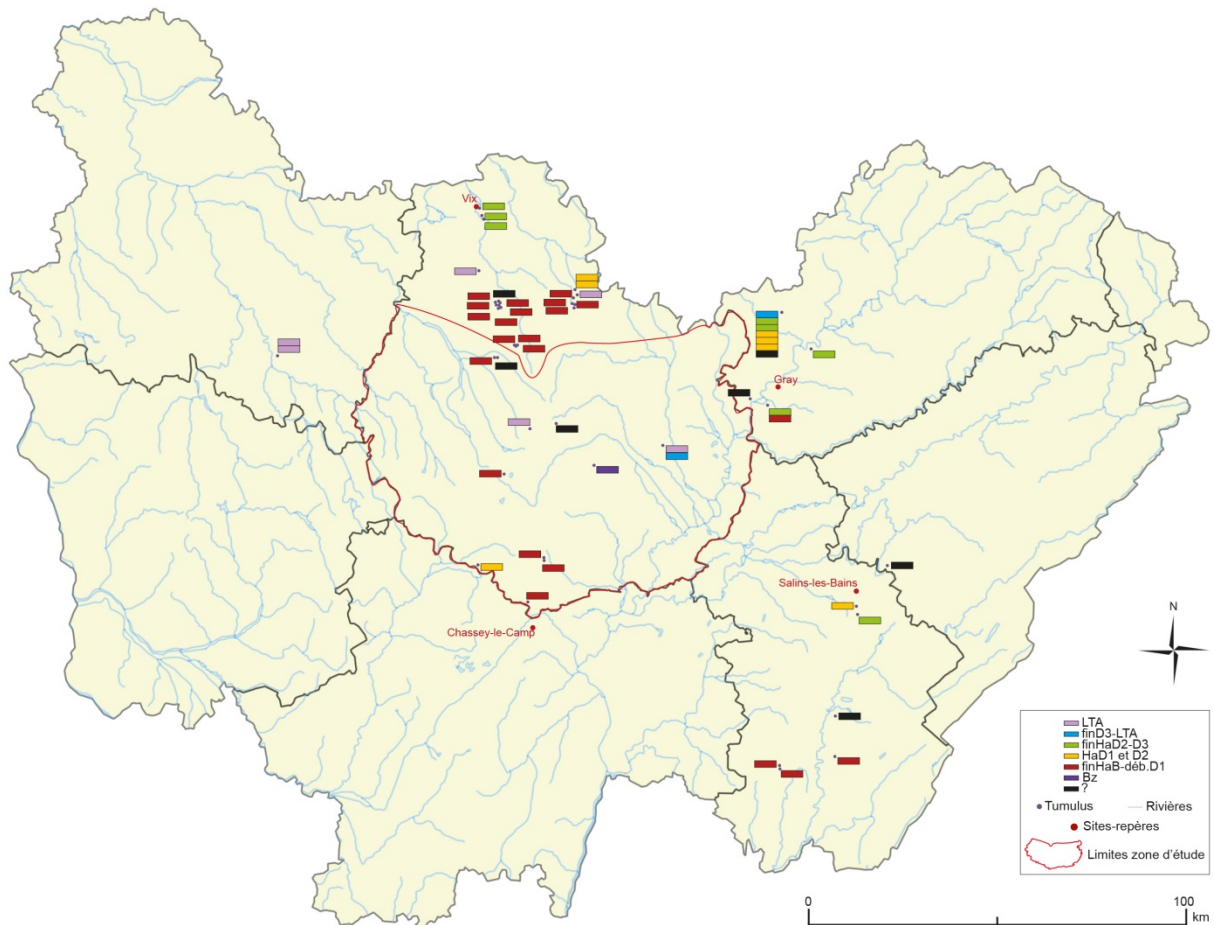 Vix
Gray
Salins-les-Bains
Chassey-le-Camp
N
LTA
finD3-LTA
finHaD2-D3
HaD1 et D2
finHaB-déb.D1
Bz
?
Tumulus
Rivières
Sites-repères
Limites zone d'étude
0
100
km